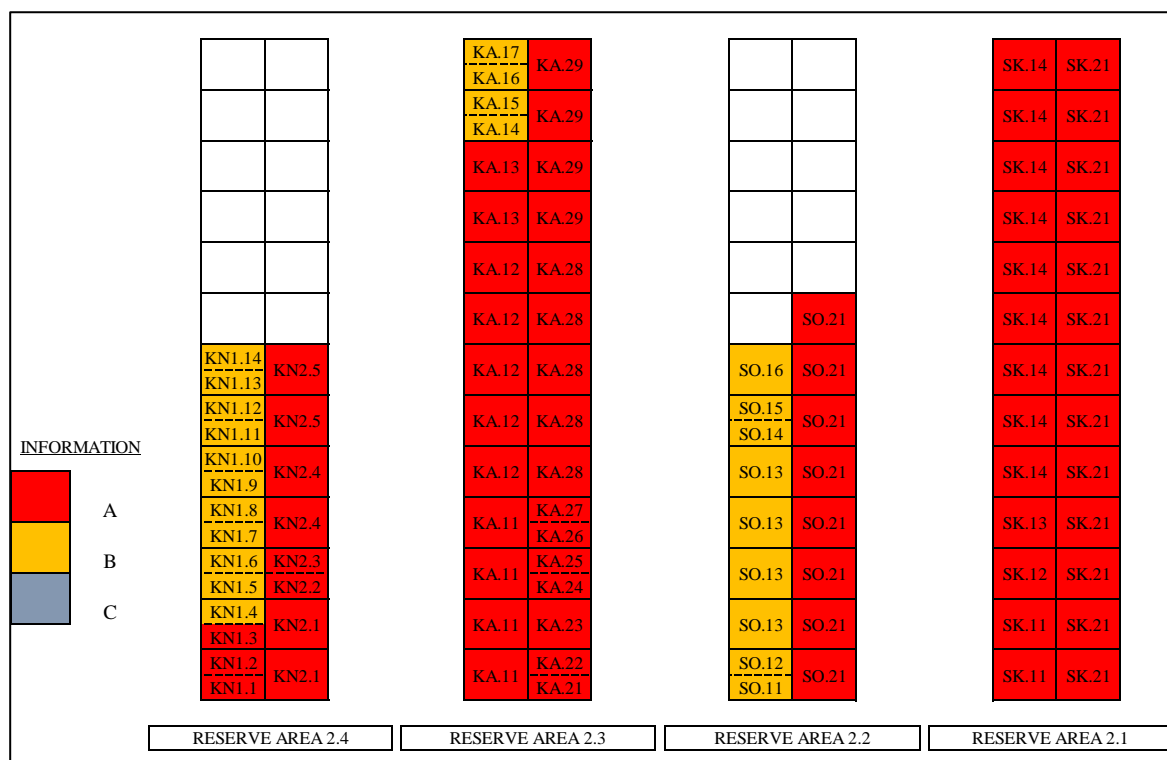 INFORMATION
A
B
C
KN1.14
KN1.13
KN1.12
KN1.11
KN1.10
KN1.9
KN1.8
KN1.7
KN1.6
KN1.5
KN1.4
KN1.3
KN1.2
KN1.1
KN2.5
KN2.5
KN2.4
KN2.4
KN2.3
KN2.2
KN2.1
KN2.1
RESERVE AREA 2.4
KA.17
KA.16
KA.15
KA.14
KA.13
KA.13
KA.12
KA.12
KA.12
KA.12
KA.12
KA.11
KA.11
KA.11
KA.11
KA.29
KA.29
KA.29
KA.29
KA.28
KA.28
KA.28
KA.28
KA.28
KA.27
KA.26
KA.25
KA.24
KA.23
KA.22
KA.21
RESERVE AREA 2.3
SO.16
SO.15
SO.14
SO.13
SO.13
SO.13
SO.13
SO.12
SO.11
SO.21
SO.21
SO.21
SO.21
SO.21
SO.21
SO.21
SO.21
RESERVE AREA 2.2
SK.14
SK.14
SK.14
SK.14
SK.14
SK.14
SK.14
SK.14
SK.14
SK.13
SK.12
SK.11
SK.11
SK.21
SK.21
SK.21
SK.21
SK.21
SK.21
SK.21
SK.21
SK.21
SK.21
SK.21
SK.21
SK.21
RESERVE AREA 2.1